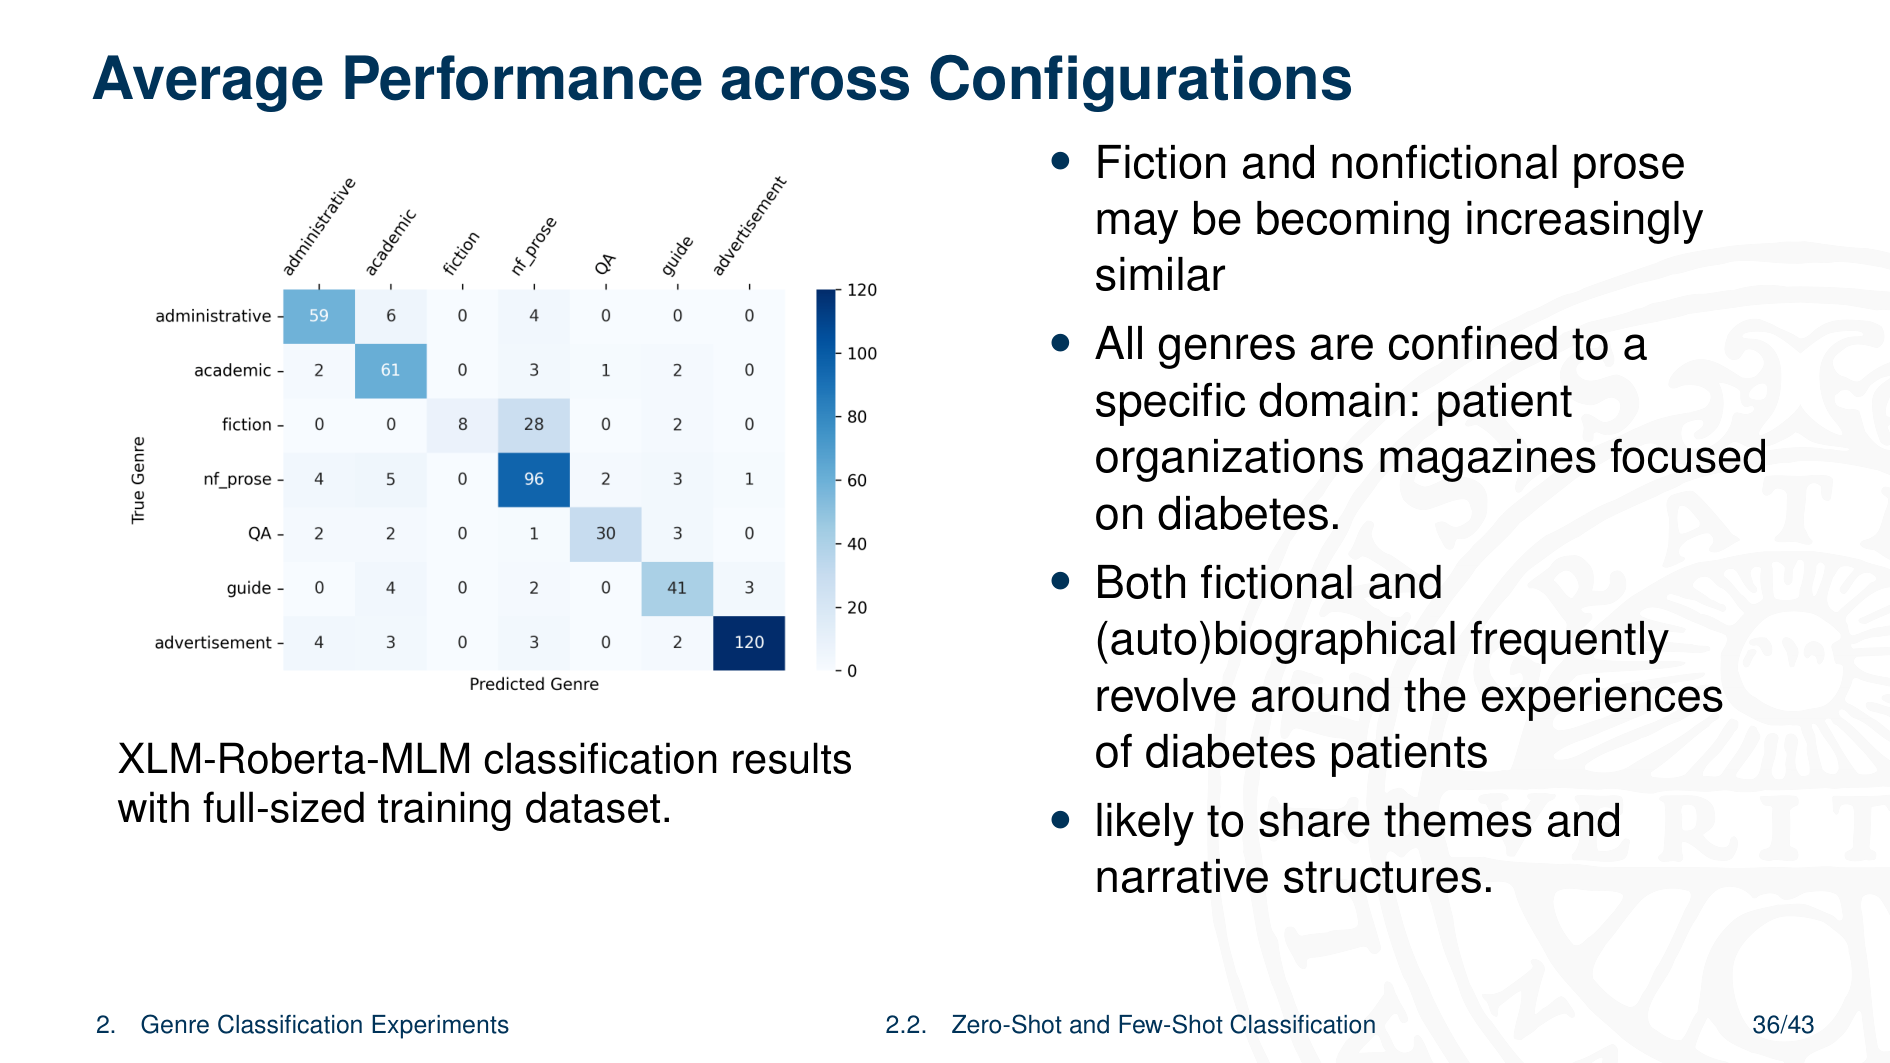 Average Performance across Configurations
administrative academic fiction nf_prose QA guide advertisement
administrative 59 6 0 4 0 0 0
academic 2 61 0 3 1 2 0
fiction 0 0 8 28 0 2 0
nf_prose 4 5 0 96 2 3 1
QA 2 2 0 1 30 3 0
guide 0 4 0 2 0 41 3
advertisement 4 3 0 3 0 2 120
True Genre
Predicted Genre
120
100
80
60
40
20
0
XLM-Roberta-MLM classification results
with full-sized training dataset.
• Fiction and nonfictional prose
may be becoming increasingly
similar
• All genres are confined to a
specific domain: patient
organizations magazines focused
on diabetes.
• Both fictional and
(auto)biographical frequently
revolve around the experiences
of diabetes patients
• likely to share themes and
narrative structures.
2. Genre Classification Experiments
2.2. Zero-Shot and Few-Shot Classification
36/43